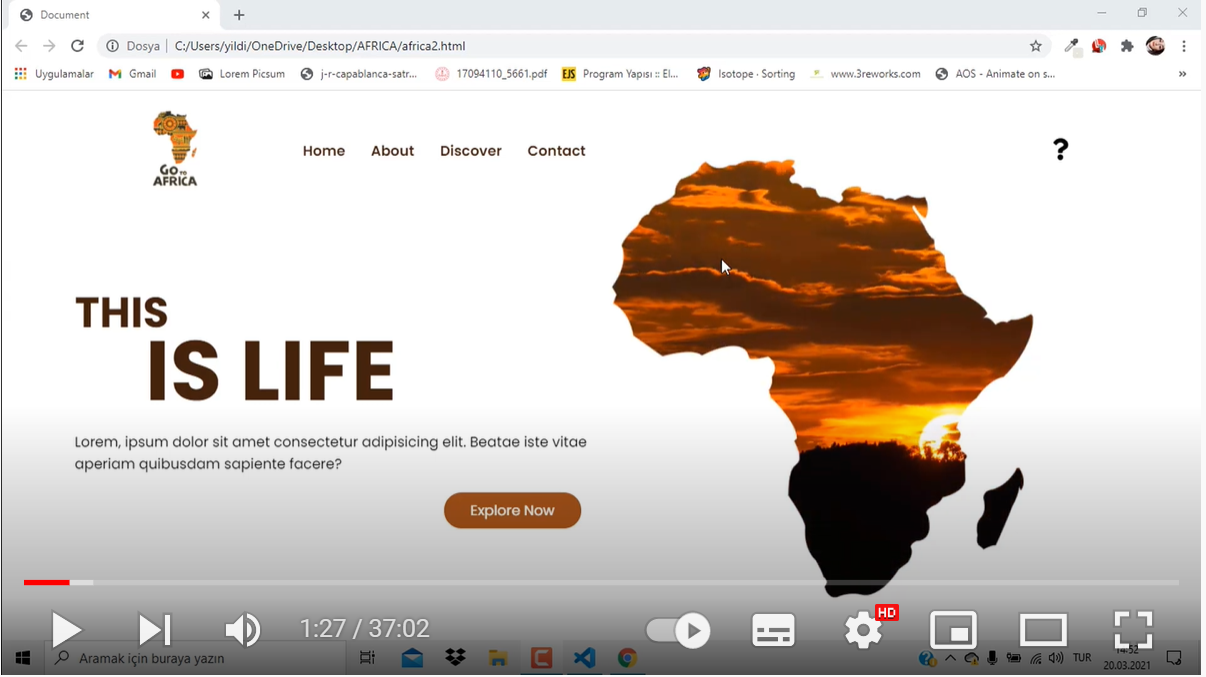 Document
Dosya
C:/Users/yildi/OneDrive/Desktop/AFRICA/africa2.html
Uygulamalar Gmail Lorem Picsum j-r-capablanca-satr... 17094110_5661.pdf EJS Program Yapısı :: El... Isotope · Sorting www.3reworks.com AOS - Animate on s... »
GO TO
AFRICA
Home About Discover Contact ?
THIS
IS LIFE
Lorem, ipsum dolor sit amet consectetur adipisicing elit. Beatae iste vitae
aperiam quibusdam sapiente facere?
Explore Now
1:27 / 37:02
HD
Aramak için buraya yazın
TUR
14:52
20.03.2021